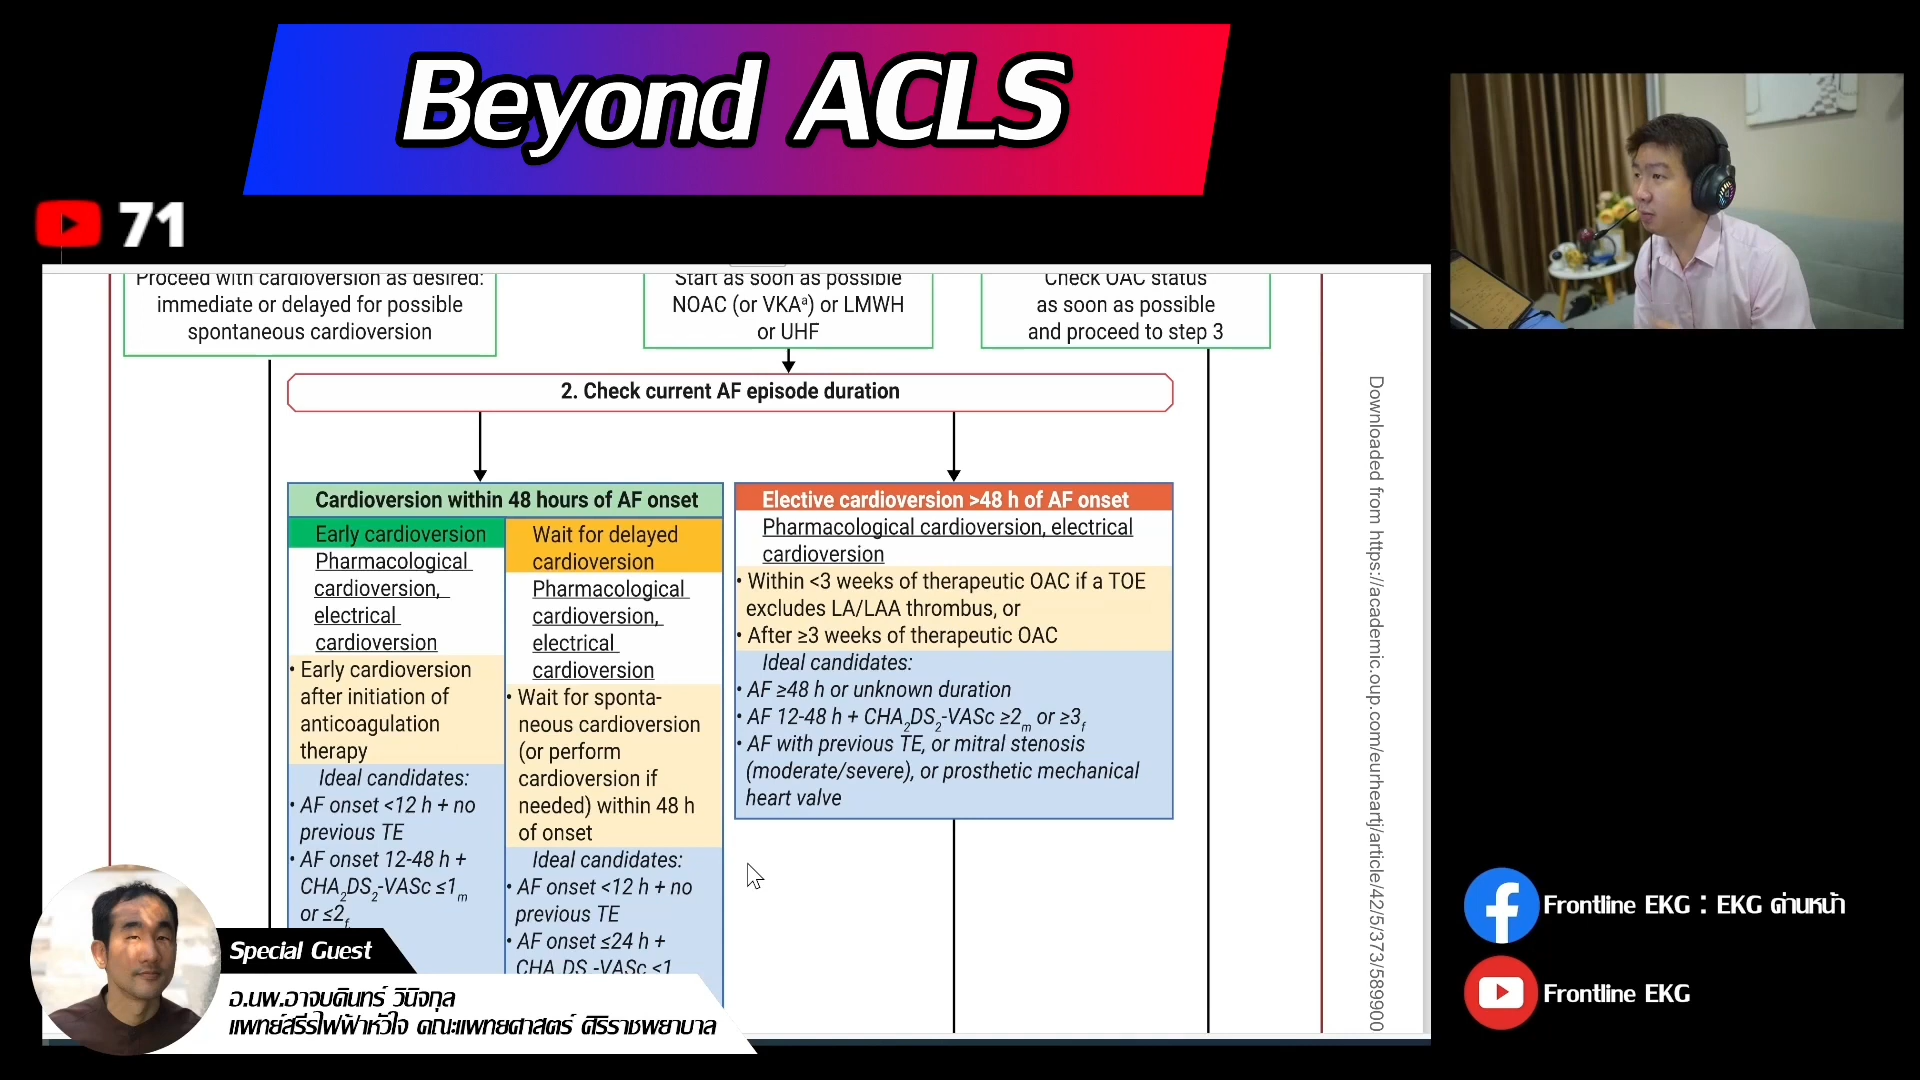 Beyond ACLS
71
Proceed with cardioversion as desired:
immediate or delayed for possible
spontaneous cardioversion
Start as soon as possible
NOAC (or VKAᵃ) or LMWH
or UHF
Check OAC status
as soon as possible
and proceed to step 3
2. Check current AF episode duration
Cardioversion within 48 hours of AF onset
Early cardioversion
Pharmacological
cardioversion,
electrical
cardioversion
• Early cardioversion
after initiation of
anticoagulation
therapy
Ideal candidates:
• AF onset <12 h + no
previous TE
• AF onset 12-48 h +
CHA₂DS₂-VASc ≤1ₘ
or ≤2f
Wait for delayed
cardioversion
Pharmacological
cardioversion,
electrical
cardioversion
• Wait for sponta-
neous cardioversion
(or perform
cardioversion if
needed) within 48 h
of onset
Ideal candidates:
• AF onset <12 h + no
previous TE
• AF onset ≤24 h +
CHA₂DS₂-VASc ≤1
Elective cardioversion >48 h of AF onset
Pharmacological cardioversion, electrical
cardioversion
• Within <3 weeks of therapeutic OAC if a TOE
excludes LA/LAA thrombus, or
• After ≥3 weeks of therapeutic OAC
Ideal candidates:
• AF ≥48 h or unknown duration
• AF 12-48 h + CHA₂DS₂-VASc ≥2ₘ or ≥3f
• AF with previous TE, or mitral stenosis
(moderate/severe), or prosthetic mechanical
heart valve
Downloaded from https://academic.oup.com/eurheartj/article/42/5/373/589900
Special Guest
อ.นพ.อาจบดินทร์ วินิจกุล
แพทย์สรีรไฟฟ้าหัวใจ คณะแพทยศาสตร์ ศิริราชพยาบาล
Frontline EKG : EKG ด่านหน้า
Frontline EKG